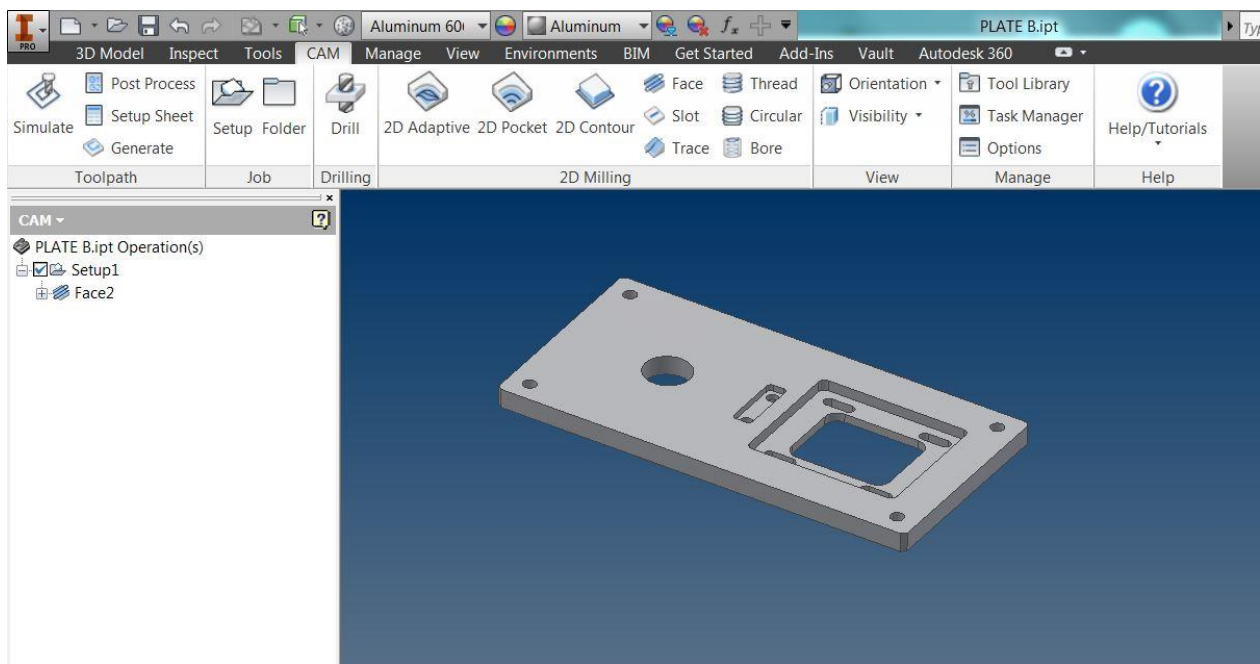 PRO
Aluminum 60 Aluminum fx PLATE B.ipt
3D Model Inspect Tools CAM Manage View Environments BIM Get Started Add-Ins Vault Autodesk 360
Simulate
Post Process
Setup Sheet
Generate
Toolpath
Setup Folder
Job
Drill
Drilling
2D Adaptive 2D Pocket 2D Contour
Face Thread
Slot Circular
Trace Bore
2D Milling
Orientation
Visibility
View
Tool Library
Task Manager
Options
Manage
Help/Tutorials
Help
CAM
PLATE B.ipt Operation(s)
Setup1
Face2